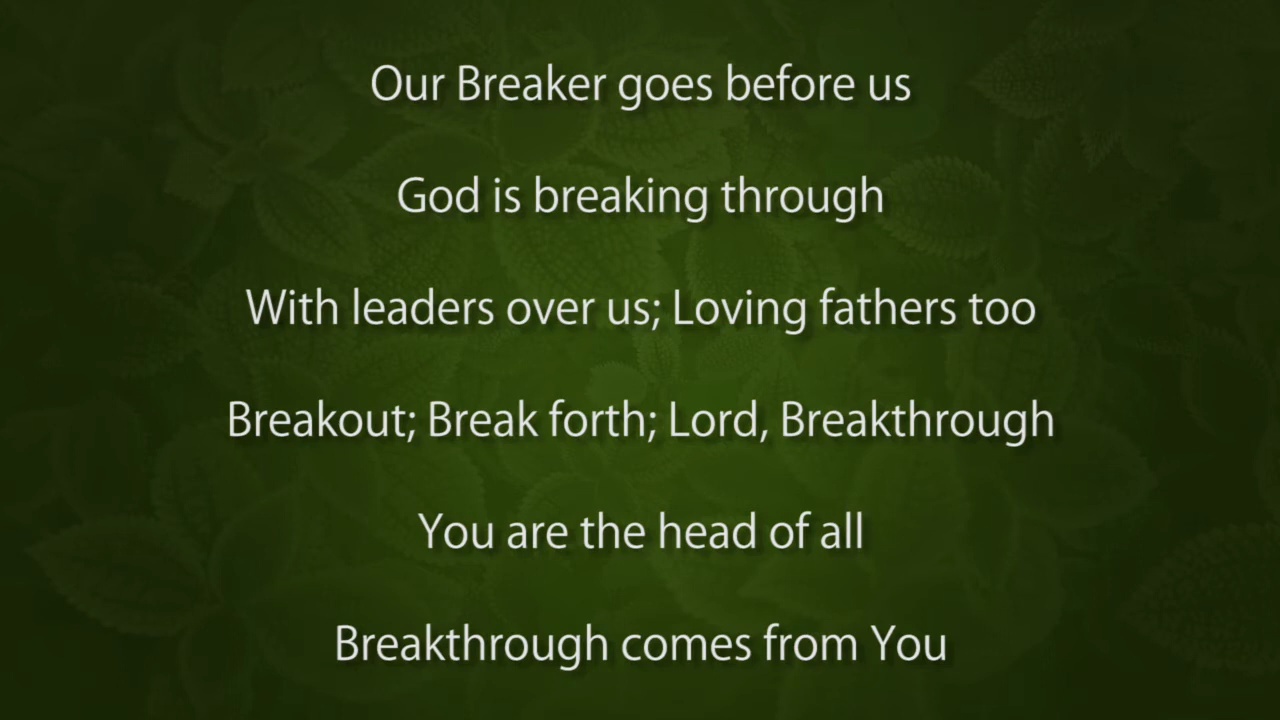 Our Breaker goes before us
God is breaking through
With leaders over us; Loving fathers too
Breakout; Break forth; Lord, Breakthrough
You are the head of all
Breakthrough comes from You